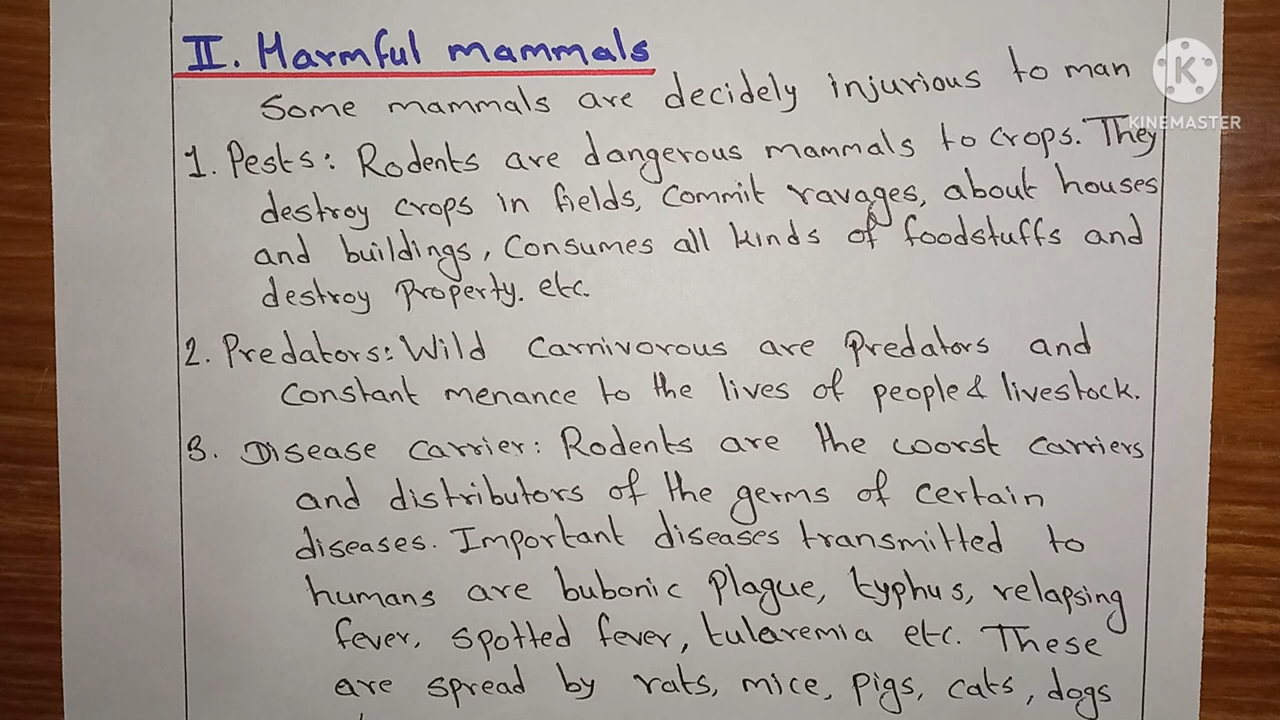 II. Harmful mammals
Some mammals are decidely injurious to man
1. Pests: Rodents are dangerous mammals to crops. They
destroy crops in fields, commit ravages, about houses
and buildings, consumes all kinds of foodstuffs and
destroy property. etc.
2. Predators: Wild carnivorous are predators and
constant menance to the lives of people & livestock.
3. Disease carrier: Rodents are the worst carriers
and distributors of the germs of certain
diseases. Important diseases transmitted to
humans are bubonic plague, typhus, relapsing
fever, spotted fever, tularemia etc. These
are spread by rats, mice, pigs, cats, dogs
K
KINEMASTER